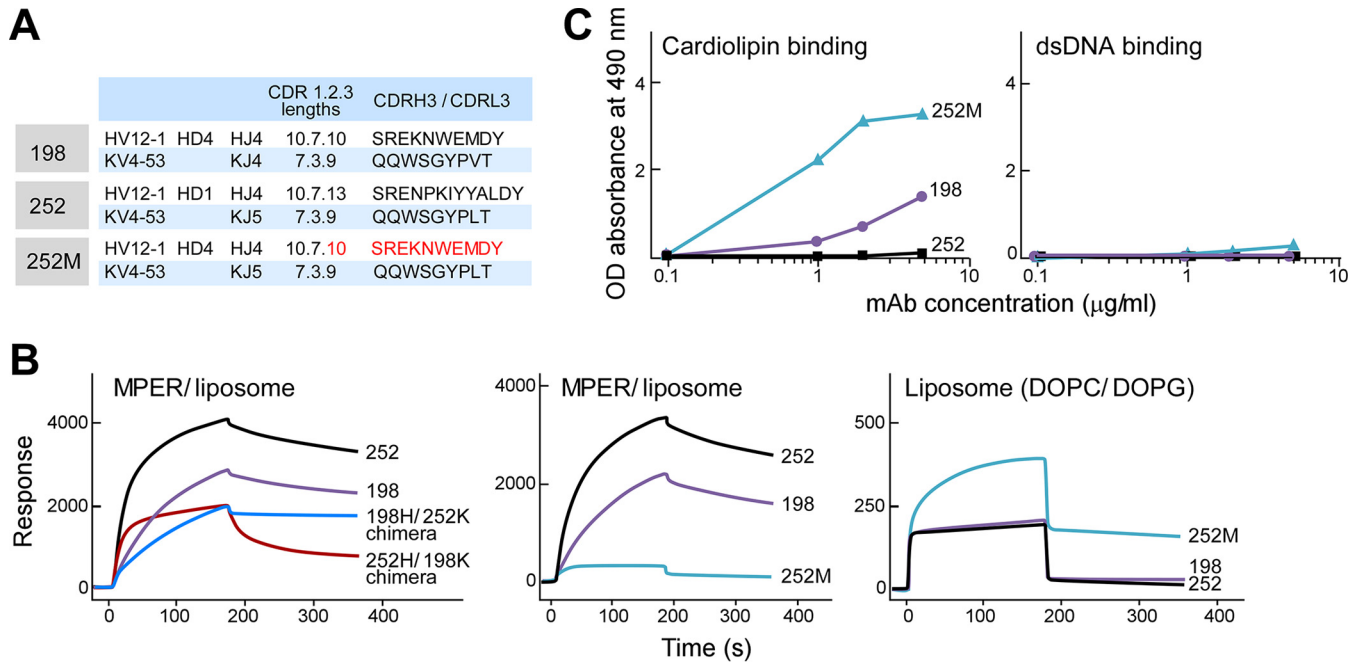 A
CDR 1.2.3
lengths
CDRH3 / CDRL3
198
HV12-1 HD4 HJ4 10.7.10 SREKNWEMDY
KV4-53 KJ4 7.3.9 QQWSGYPVT
252
HV12-1 HD1 HJ4 10.7.13 SRENPKIYYALDY
KV4-53 KJ5 7.3.9 QQWSGYPLT
252M
HV12-1 HD4 HJ4 10.7.10 SREKNWEMDY
KV4-53 KJ5 7.3.9 QQWSGYPLT
C
OD absorbance at 490 nm
Cardiolipin binding
4
2
252M
198
252
0.1 1 10
dsDNA binding
4
2
0
0.1 1 10
mAb concentration (μg/ml)
B
Response
MPER/ liposome
4000
2000
0
252
198
198H/ 252K
chimera
252H/ 198K
chimera
0 100 200 300 400
MPER/ liposome
4000
2000
0
252
198
252M
0 100 200 300 400
Liposome (DOPC/ DOPG)
500
250
0
252M
198
252
0 100 200 300 400
Time (s)